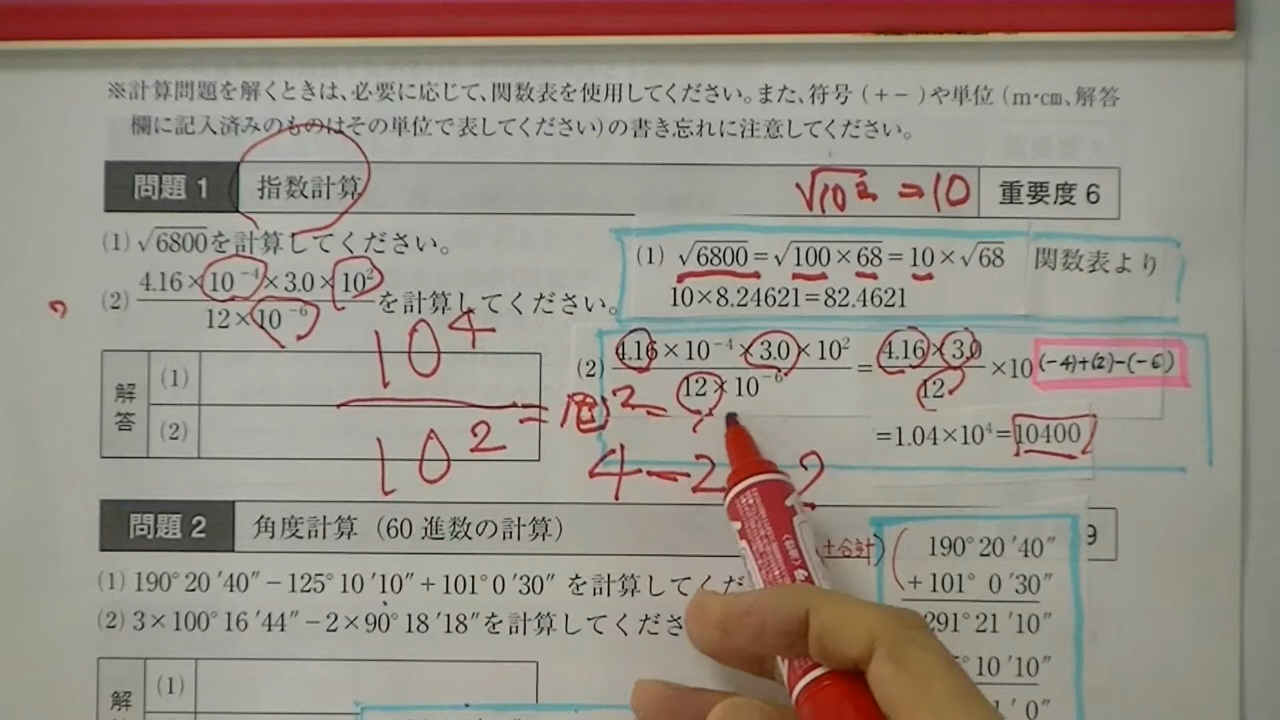 ※計算問題を解くときは、必要に応じて、関数表を使用してください。また、符号（＋−）や単位（m・㎝、解答
欄に記入済みのものはその単位で表してください）の書き忘れに注意してください。
問題 1 指数計算 √10² = 10 重要度 6
(1) √6800を計算してください。
(2) 4.16×10⁻⁴×3.0×10² / 12×10⁻⁶ を計算してください。
(1) √6800 = √100×68 = 10×√68 関数表より
10×8.24621=82.4621
(2) 4.16×10⁻⁴×3.0×10² / 12×10⁻⁶ = 4.16×3.0 / 12 ×10 (-4)+(2)-(-6)
=1.04×10⁴=10400
解答 (1)
(2)
10⁴ / 10² =
4−2
2
問題 2 角度計算（60 進数の計算）
9
(1) 190°20′40″−125°10′10″+101°0′30″ を計算してくだ
(2) 3×100°16′44″−2×90°18′18″を計算してくださ
+合計)
190°20′40″
+101° 0′30″
291°21′10″
10′10″
0″
解
(1)